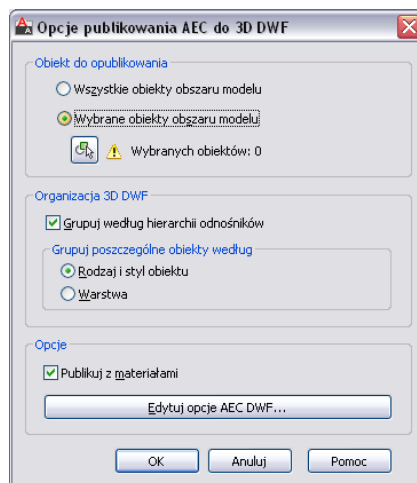 Opcje publikowania AEC do 3D DWF
Obiekt do opublikowania
Wszystkie obiekty obszaru modelu
Wybrane obiekty obszaru modelu
Wybranych obiektów: 0
Organizacja 3D DWF
Grupuj według hierarchii odnośników
Grupuj poszczególne obiekty według
Rodzaj i styl obiektu
Warstwa
Opcje
Publikuj z materiałami
Edytuj opcje AEC DWF...
OK Anuluj Pomoc